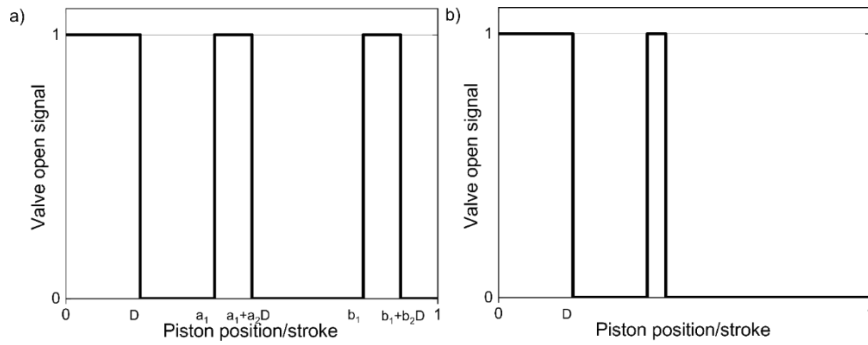 a)
1
Valve open signal
0
0
D
a₁
a₁+a₂D
b₁
b₁+b₂D
1
Piston position/stroke
b)
1
Valve open signal
0
0
D
Piston position/stroke